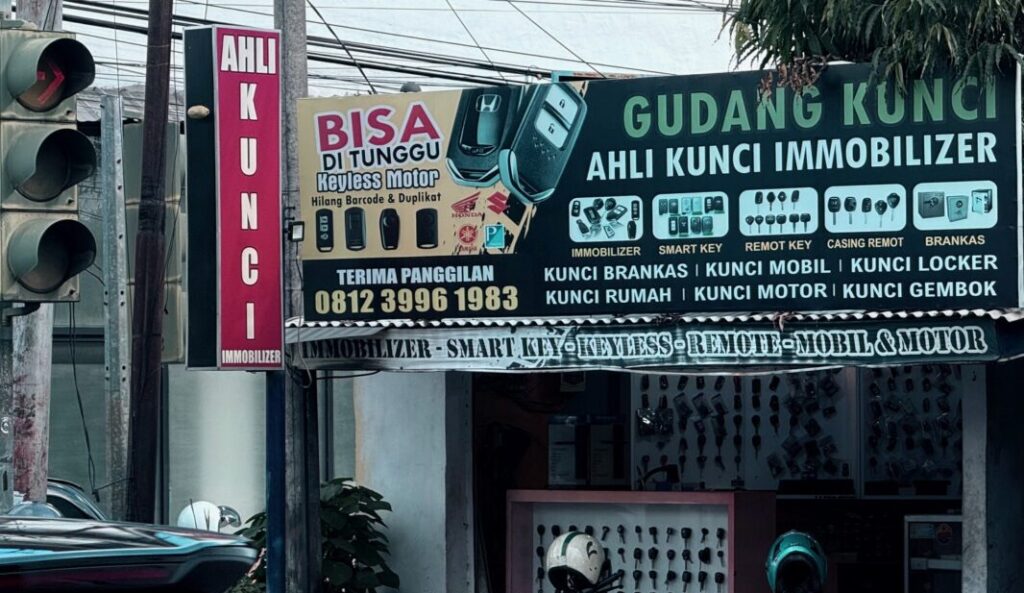 AHLI
KUNCI
IMMOBILIZER
BISA
DI TUNGGU
Keyless Motor
Hilang Barcode & Duplikat
HONDA
TERIMA PANGGILAN
0812 3996 1983
GUDANG KUNCI
AHLI KUNCI IMMOBILIZER
IMMOBILIZER
SMART KEY
REMOT KEY
CASING REMOT
BRANKAS
KUNCI BRANKAS | KUNCI MOBIL | KUNCI LOCKER
KUNCI RUMAH | KUNCI MOTOR | KUNCI GEMBOK
IMMOBILIZER - SMART KEY - KEYLESS - REMOTE - MOBIL & MOTOR